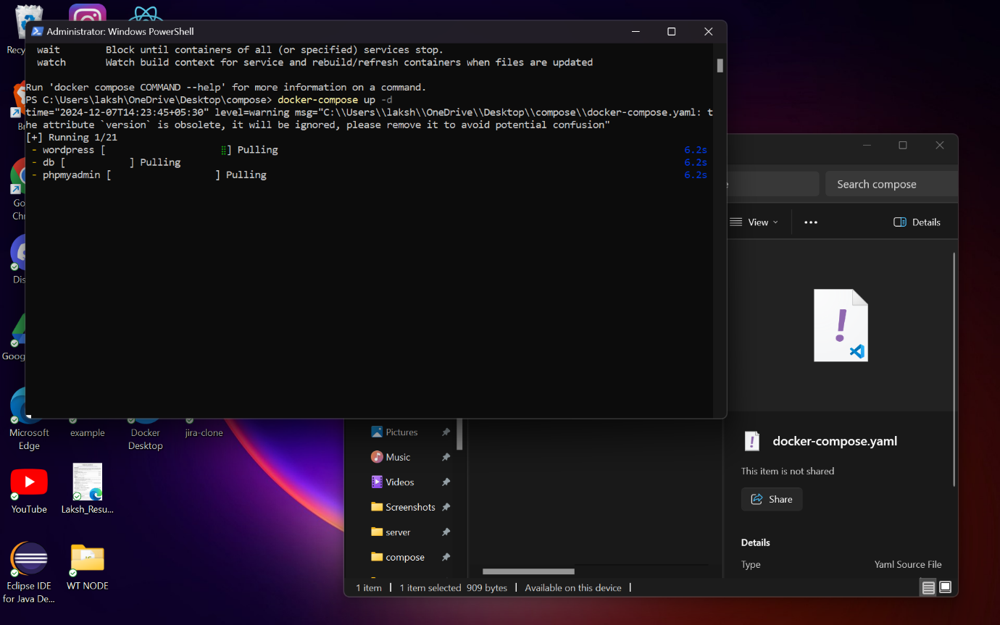 Administrator: Windows PowerShell
wait Block until containers of all (or specified) services stop.
watch Watch build context for service and rebuild/refresh containers when files are updated
Run 'docker compose COMMAND --help' for more information on a command.
PS C:\Users\laksh\OneDrive\Desktop\compose> docker-compose up -d
time="2024-12-07T14:23:45+05:30" level=warning msg="C:\\Users\\laksh\\OneDrive\\Desktop\\compose\\docker-compose.yaml: t
he attribute `version` is obsolete, it will be ignored, please remove it to avoid potential confusion"
[+] Running 1/21
- wordpress [ ⣿] Pulling 6.2s
- db [ ] Pulling 6.2s
- phpmyadmin [ ] Pulling 6.2s
Search compose
View
Details
Recy
Br
Go
Chr
Dis
Goog
Microsoft
Edge
example
Docker
Desktop
jira-clone
YouTube
Laksh_Resu...
Eclipse IDE
for Java De...
WT NODE
Pictures
Music
Videos
Screenshots
server
compose
docker-compose.yaml
This item is not shared
Share
Details
Type Yaml Source File
1 item 1 item selected 909 bytes Available on this device